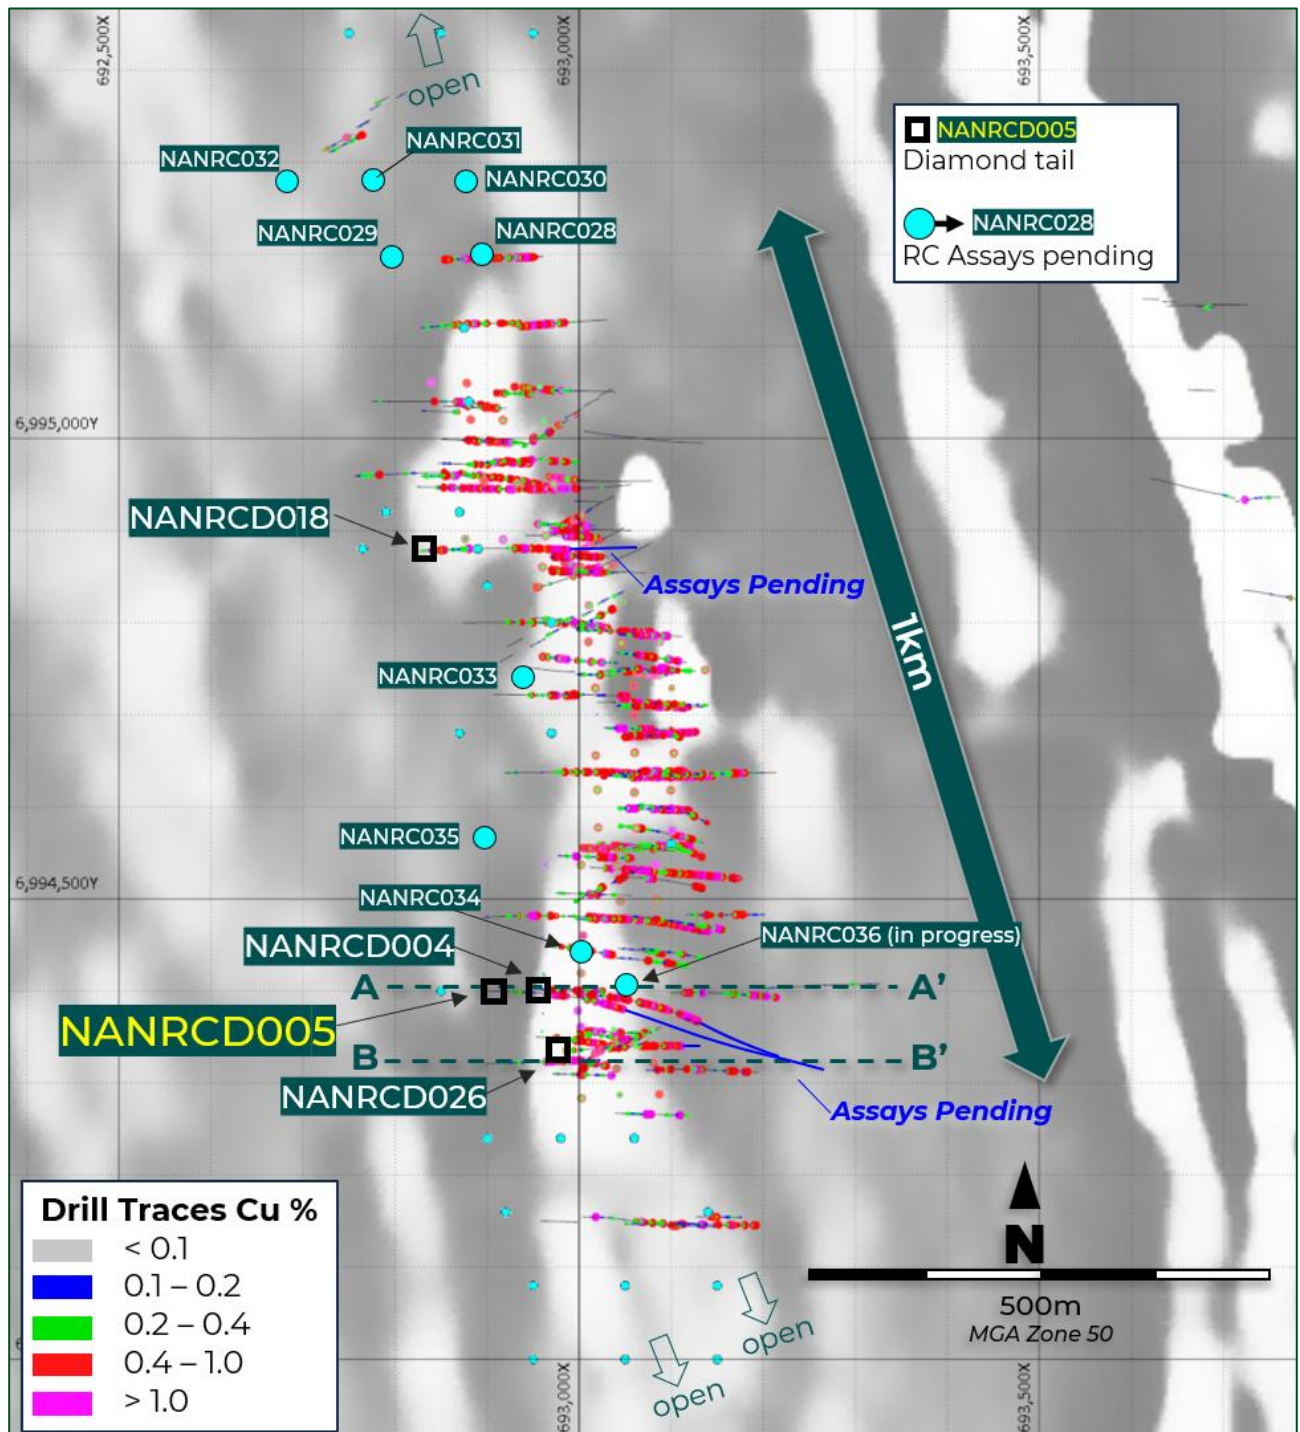 692,500X
693,000X
693,500X
open
NANRCD005
Diamond tail
NANRC028
RC Assays pending
NANRC032
NANRC031
NANRC030
NANRC029
NANRC028
6,995,000Y
NANRCD018
Assays Pending
1km
NANRC033
NANRC035
6,994,500Y
NANRC034
NANRC036 (in progress)
NANRCD004
A
A'
NANRCD005
B
B'
NANRCD026
Assays Pending
Drill Traces Cu %
< 0.1
0.1 – 0.2
0.2 – 0.4
0.4 – 1.0
> 1.0
N
500m
MGA Zone 50
open
open
693,000X
693,500X